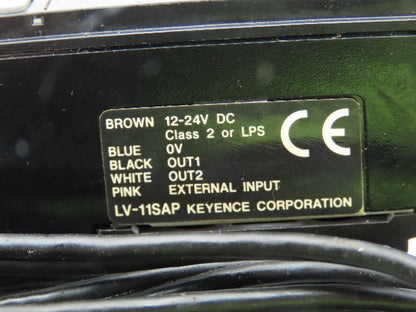 BROWN 12-24V DC
Class 2 or LPS
BLUE 0V
BLACK OUT1
WHITE OUT2
PINK EXTERNAL INPUT
LV-11SAP KEYENCE CORPORATION
CE